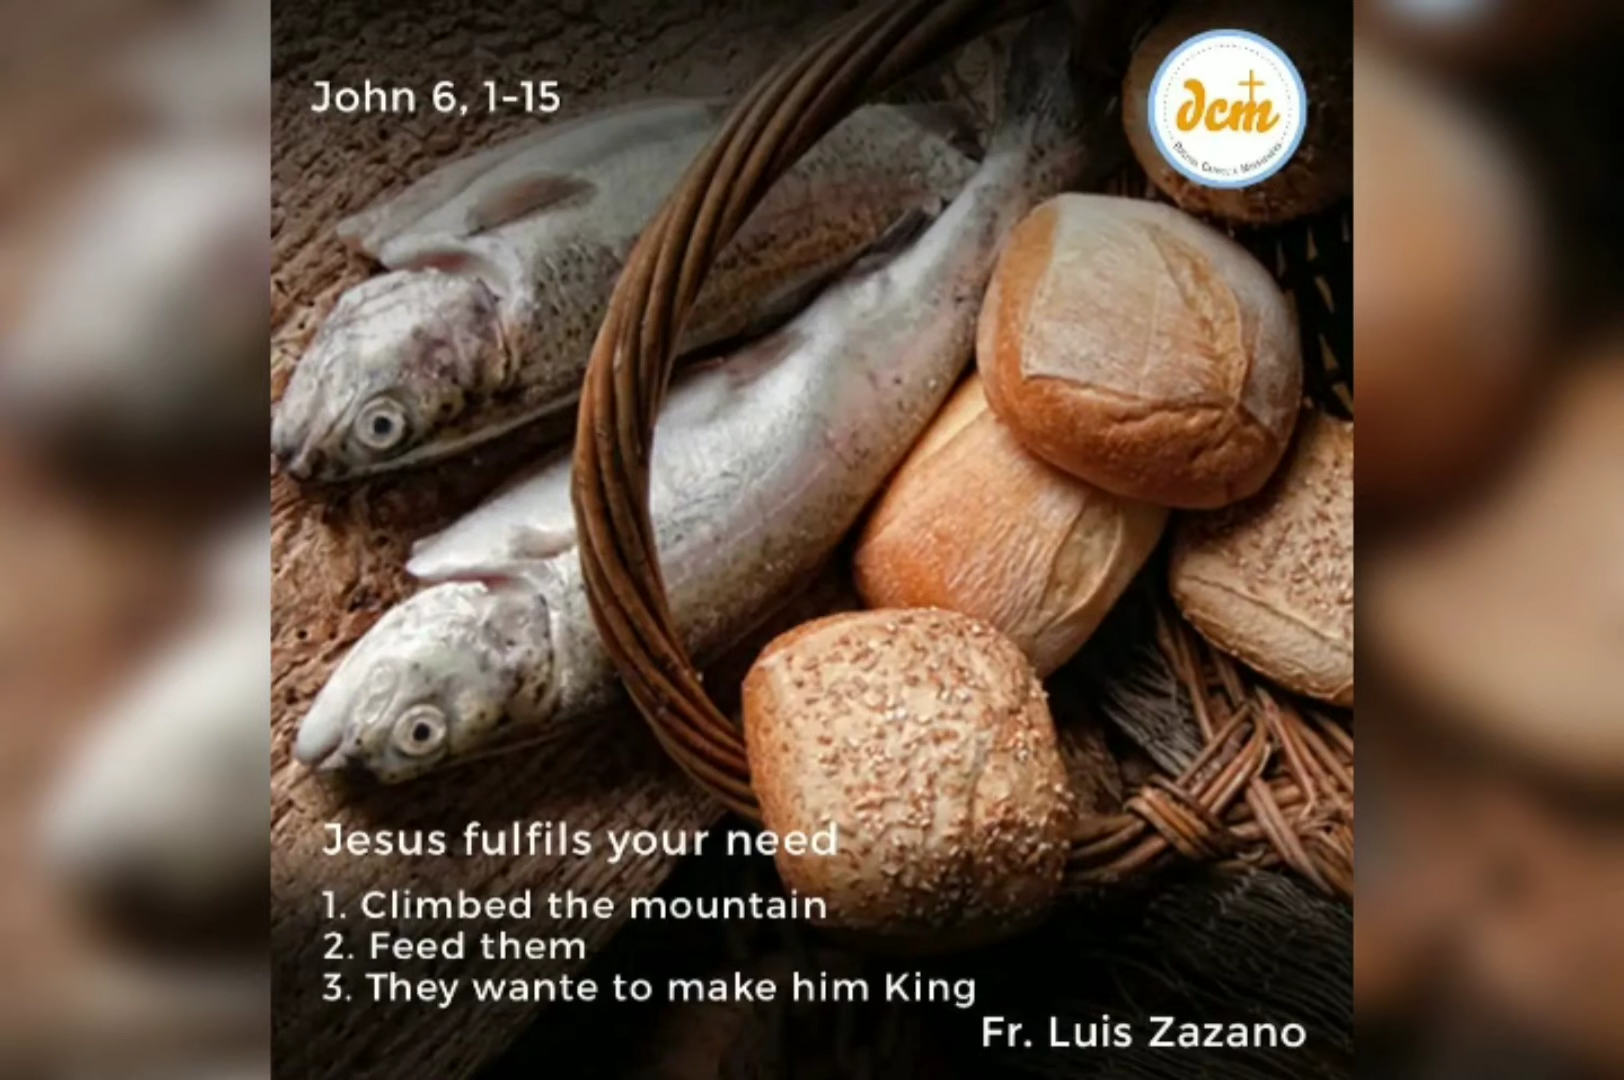 John 6, 1-15
dcm
Jesus fulfils your need
1. Climbed the mountain
2. Feed them
3. They wante to make him King
Fr. Luis Zazano